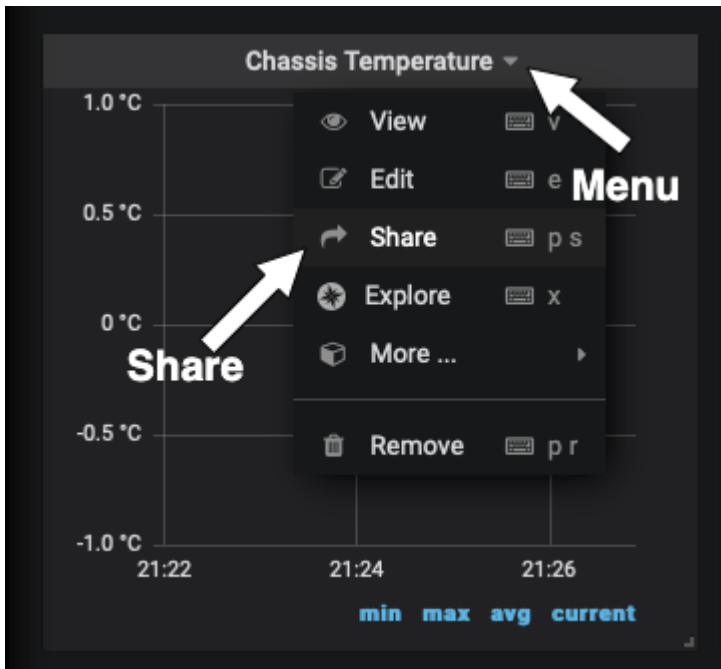 Chassis Temperature
1.0 °C
View v
Edit e
Menu
0.5 °C
Share p s
Explore x
0 °C
Share
More ...
-0.5 °C
Remove p r
-1.0 °C
21:22 21:24 21:26
min max avg current